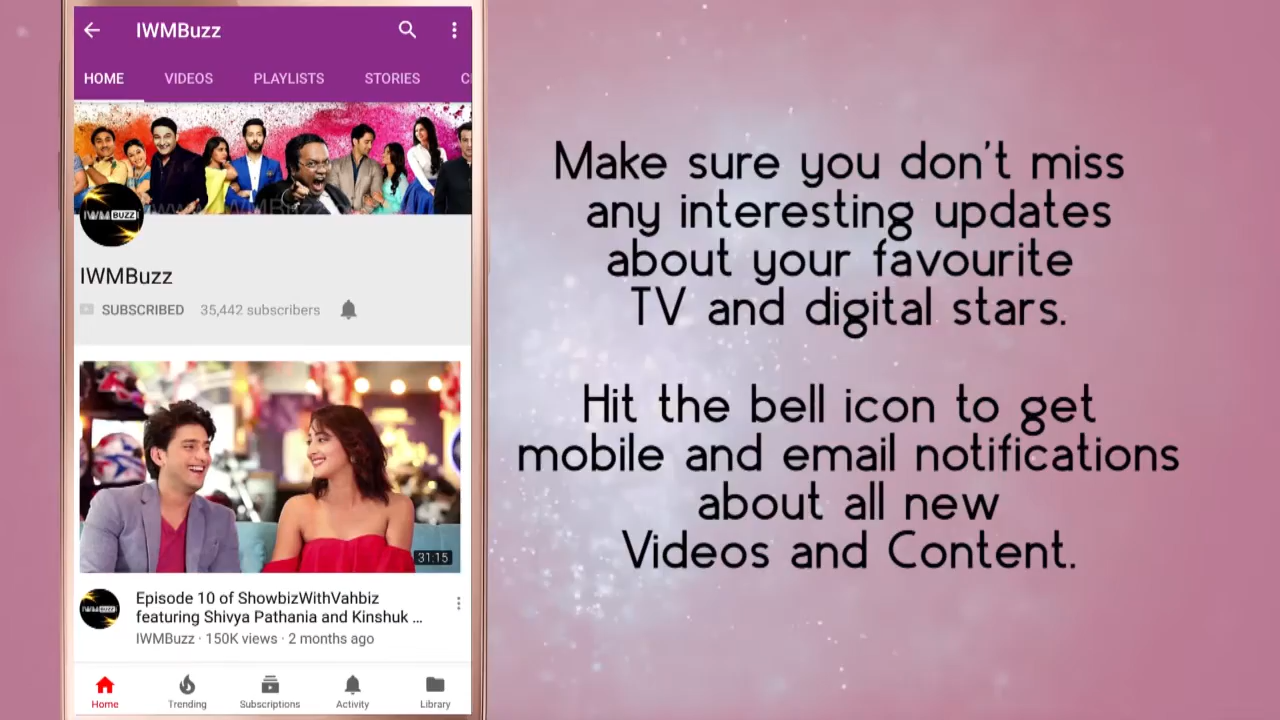 IWMBuzz
HOME VIDEOS PLAYLISTS STORIES C
IWMBUZZ
IWMBuzz
SUBSCRIBED 35,442 subscribers
31:15
Episode 10 of ShowbizWithVahbiz
featuring Shivya Pathania and Kinshuk ...
IWMBuzz · 150K views · 2 months ago
Home Trending Subscriptions Activity Library
Make sure you don't miss
any interesting updates
about your favourite
TV and digital stars.
Hit the bell icon to get
mobile and email notifications
about all new
Videos and Content.